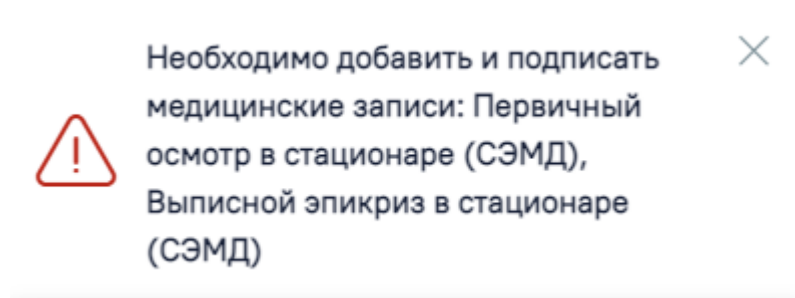 Необходимо добавить и подписать
медицинские записи: Первичный
осмотр в стационаре (СЭМД),
Выписной эпикриз в стационаре
(СЭМД)